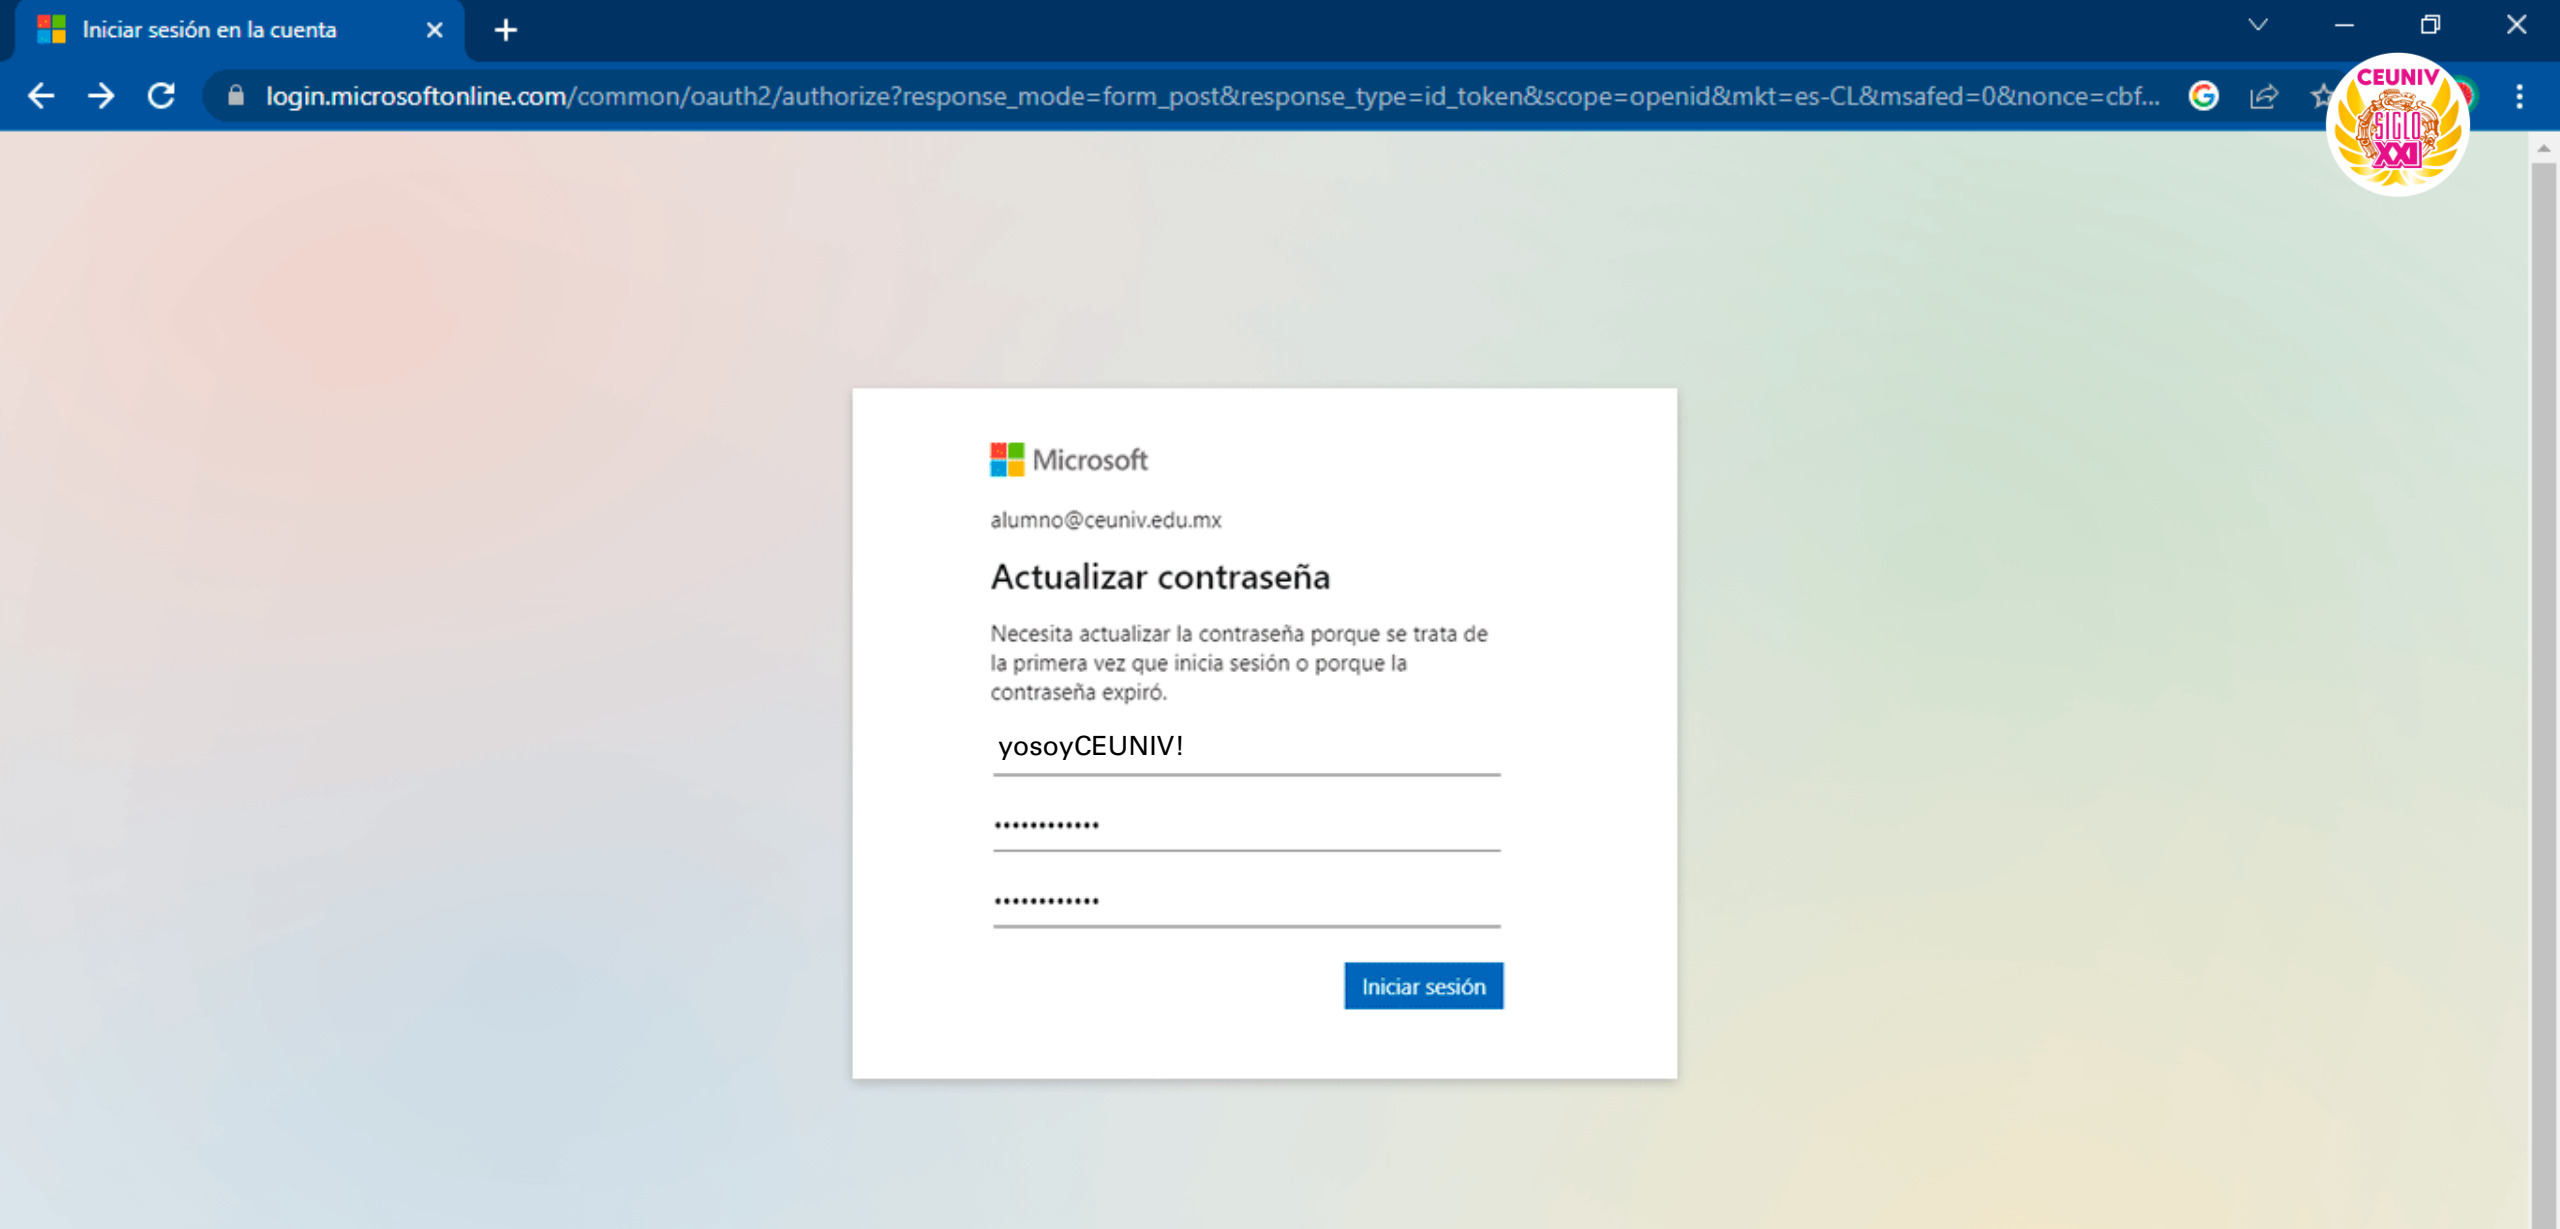 Iniciar sesión en la cuenta
login.microsoftonline.com/common/oauth2/authorize?response_mode=form_post&response_type=id_token&scope=openid&mkt=es-CL&msafed=0&nonce=cbf...
CEUNIV
SIGLO
XXI
Microsoft
alumno@ceuniv.edu.mx
Actualizar contraseña
Necesita actualizar la contraseña porque se trata de
la primera vez que inicia sesión o porque la
contraseña expiró.
yosoyCEUNIV!
••••••••••••
••••••••••••
Iniciar sesión